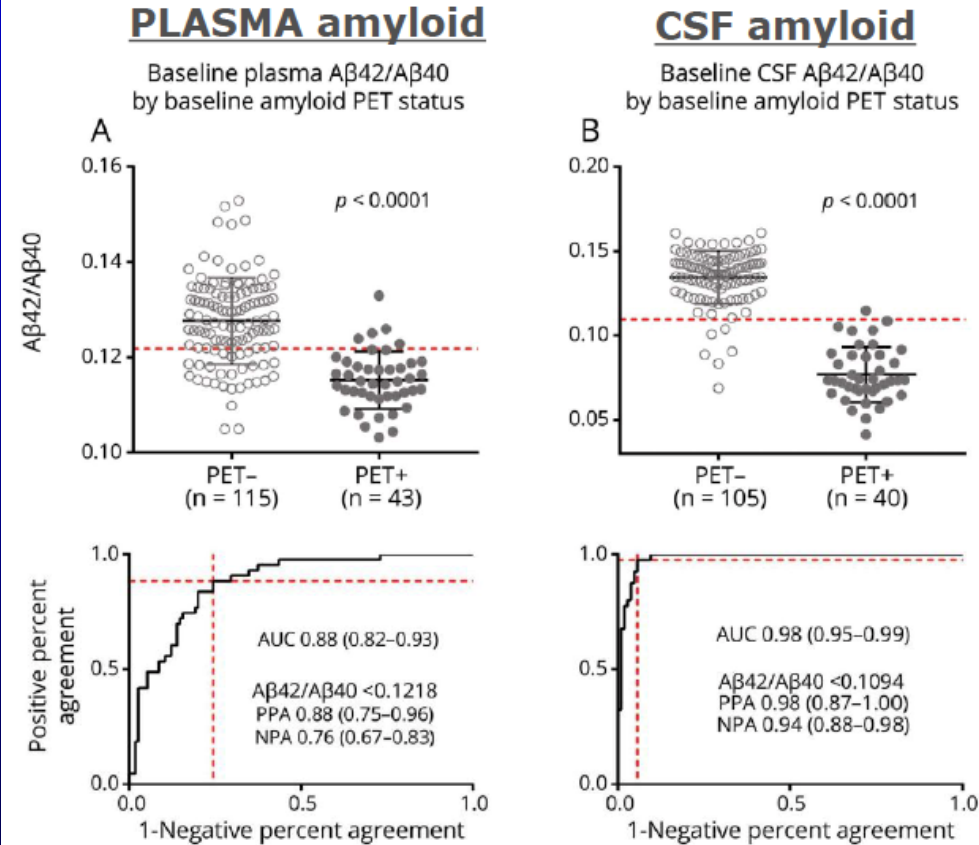 PLASMA amyloid
Baseline plasma Aβ42/Aβ40
by baseline amyloid PET status
A
Aβ42/Aβ40
0.16
0.14
0.12
0.10
p < 0.0001
PET–
(n = 115)
PET+
(n = 43)
CSF amyloid
Baseline CSF Aβ42/Aβ40
by baseline amyloid PET status
B
0.20
0.15
0.10
0.05
p < 0.0001
PET–
(n = 105)
PET+
(n = 40)
Positive percent
agreement
1.0
0.5
0.0
AUC 0.88 (0.82–0.93)
Aβ42/Aβ40 <0.1218
PPA 0.88 (0.75–0.96)
NPA 0.76 (0.67–0.83)
0.0
0.5
1.0
1-Negative percent agreement
1.0
0.5
0.0
AUC 0.98 (0.95–0.99)
Aβ42/Aβ40 <0.1094
PPA 0.98 (0.87–1.00)
NPA 0.94 (0.88–0.98)
0.0
0.5
1.0
1-Negative percent agreement